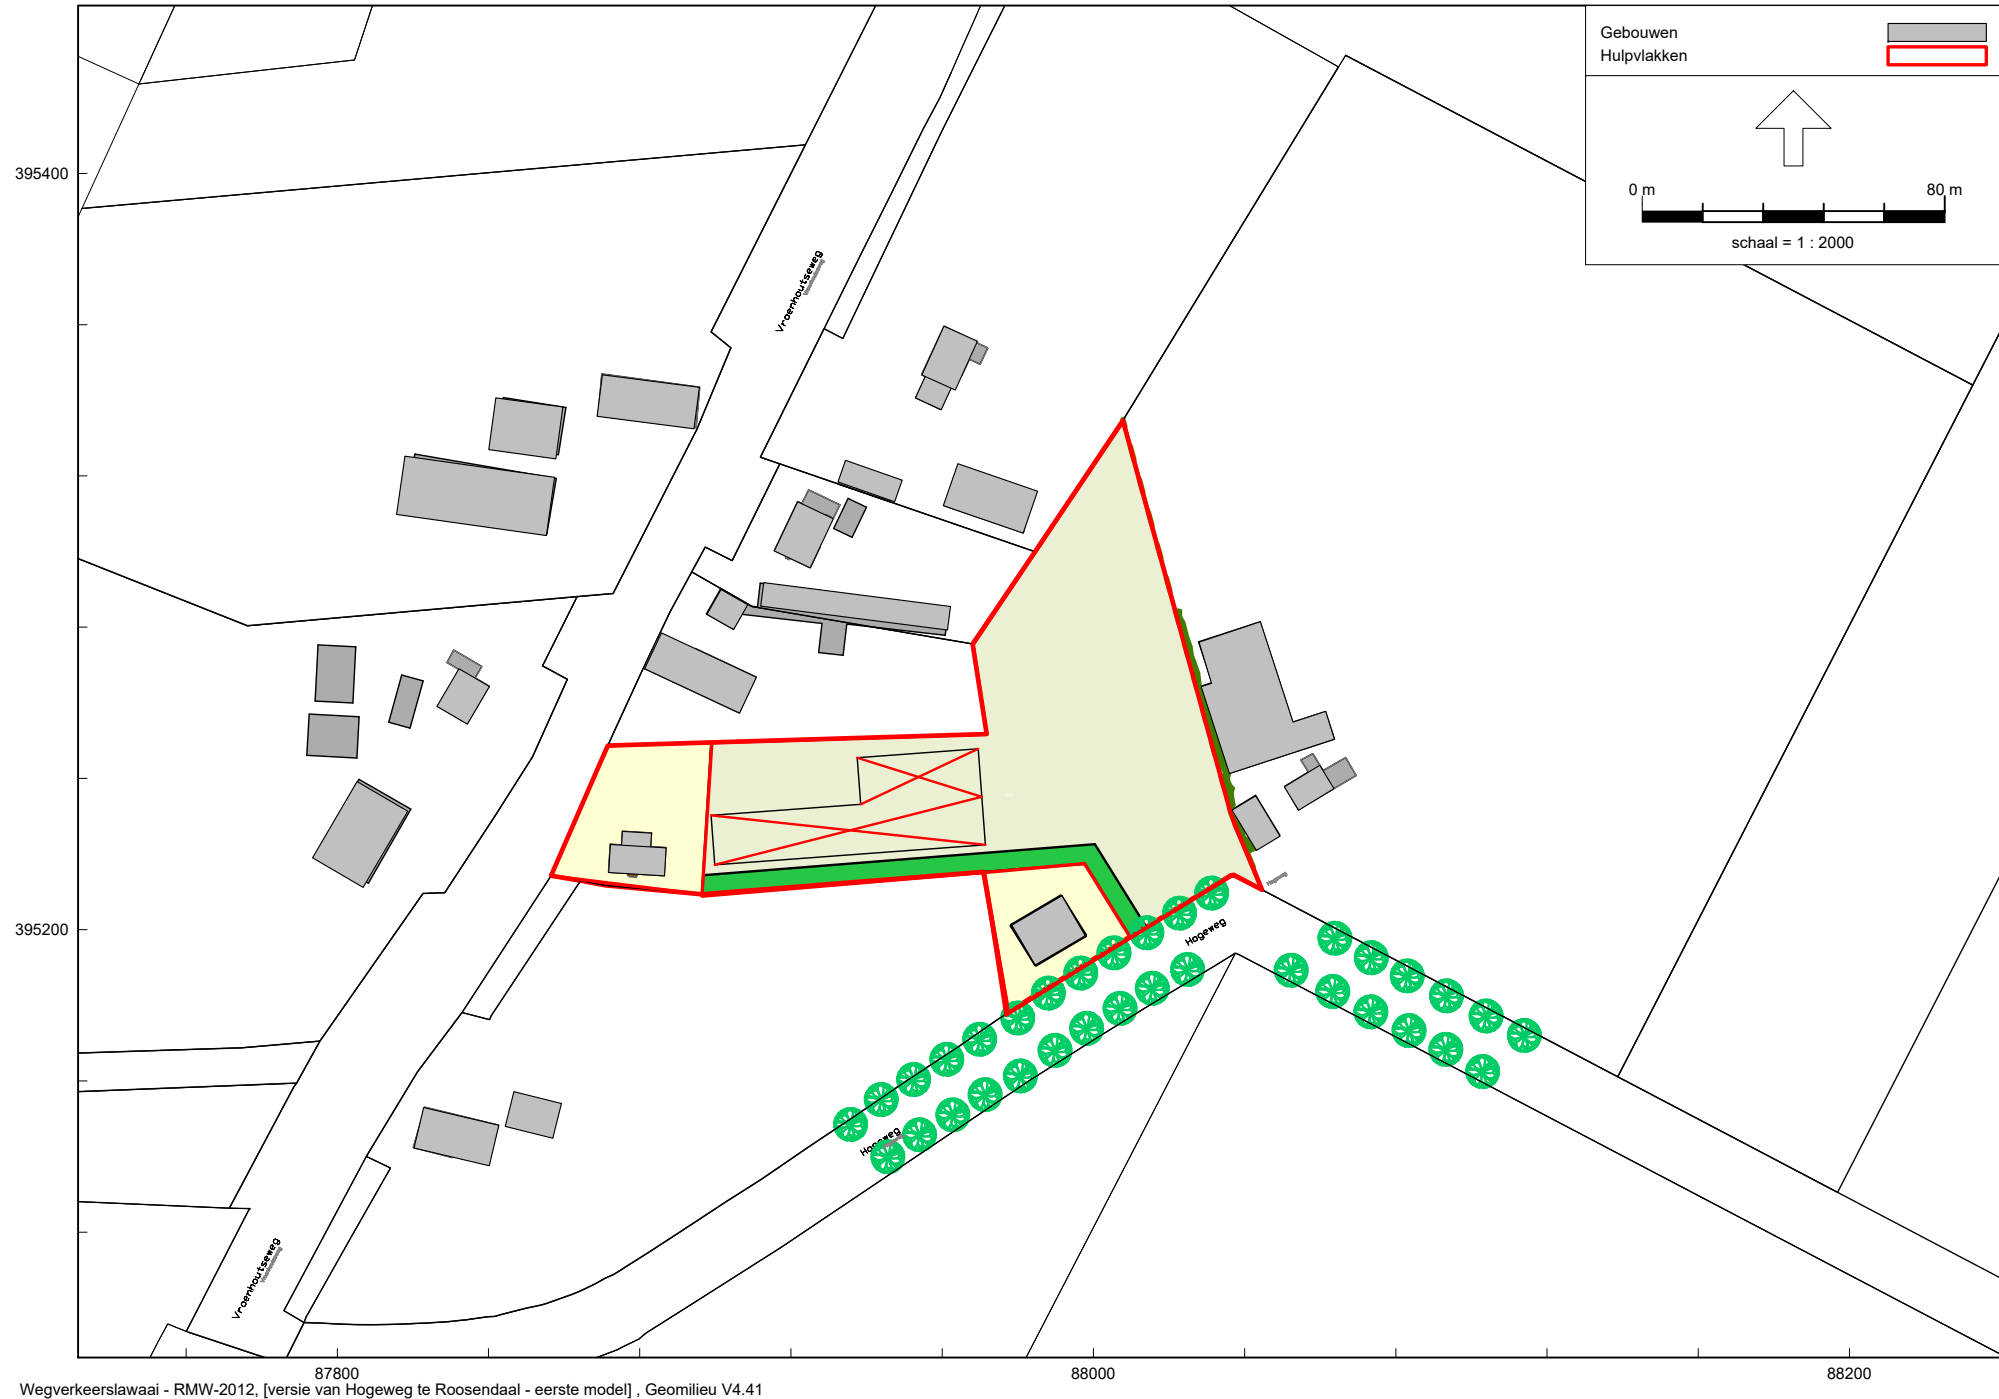 Gebouwen
Hulpvlakken
0 m 80 m
schaal = 1 : 2000
395400
Vroenhoutseweg
395200
Hogeweg
Hogeweg
Vroenhoutseweg
87800 88000 88200
Wegverkeerslawaai - RMW-2012, [versie van Hogeweg te Roosendaal - eerste model] , Geomilieu V4.41